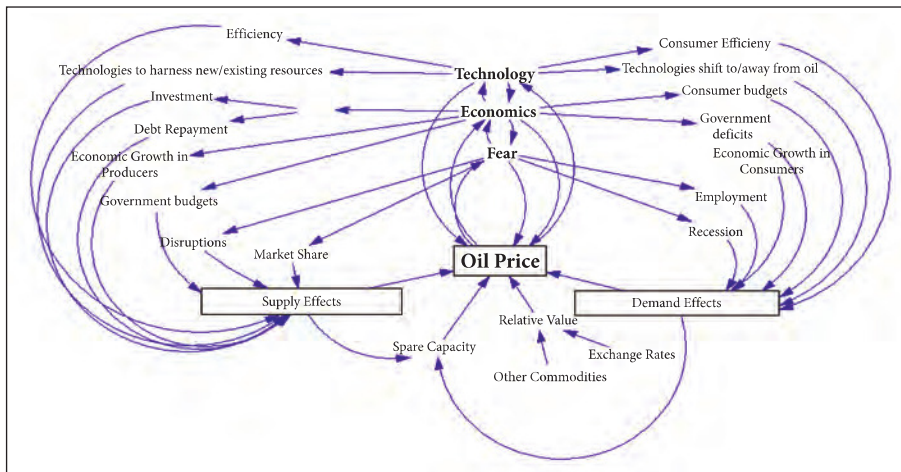 Efficiency
Consumer Efficieny
Technologies to harness new/existing resources
Technology
Technologies shift to/away from oil
Investment
Consumer budgets
Economics
Debt Repayment
Government
deficits
Economic Growth in
Producers
Fear
Economic Growth in
Consumers
Government budgets
Employment
Disruptions
Market Share
Recession
Oil Price
Supply Effects
Demand Effects
Relative Value
Spare Capacity
Exchange Rates
Other Commodities